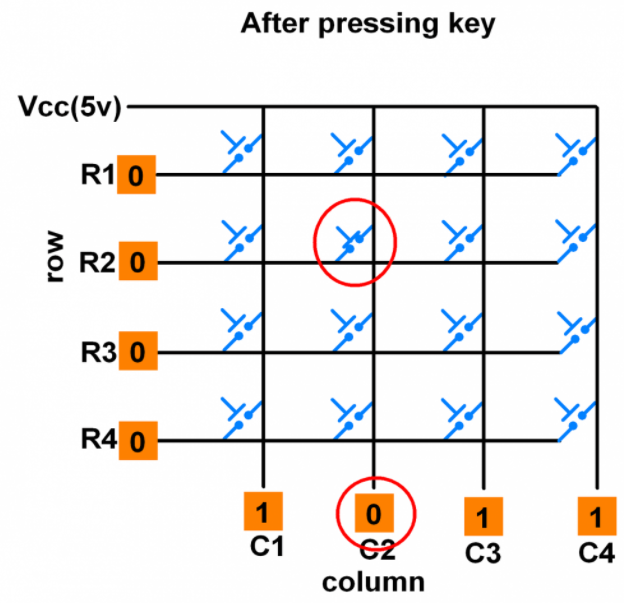 After pressing key
Vcc(5v)
R1 0
row
R2 0
R3 0
R4 0
1 0 1 1
C1 C2 C3 C4
column